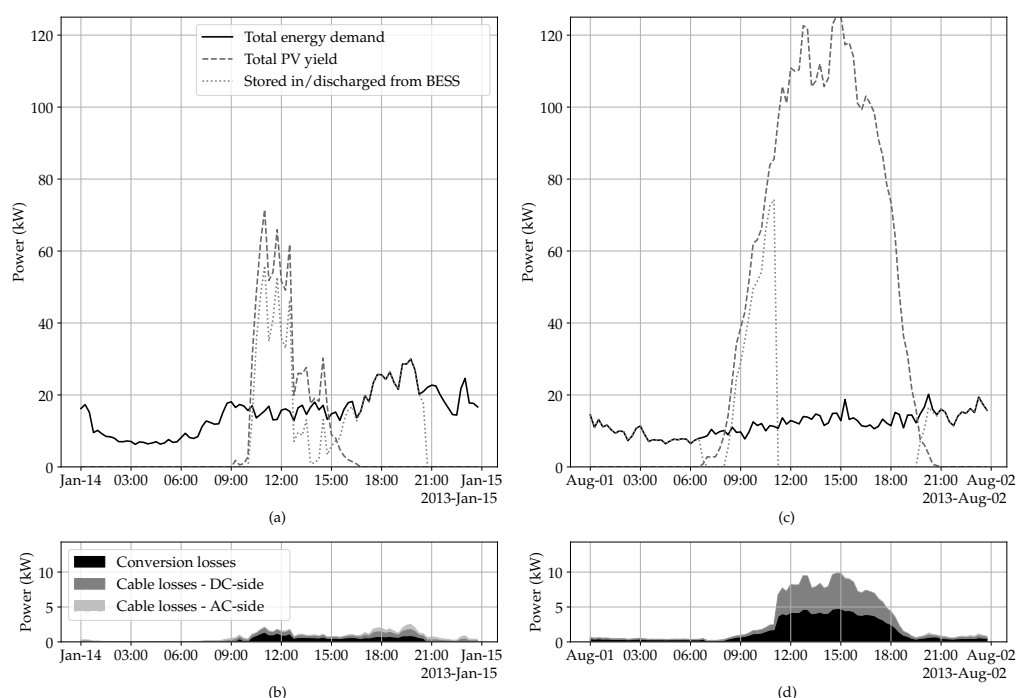 120
100
80
60
40
20
0
Power (kW)
Total energy demand
Total PV yield
Stored in/discharged from BESS
Jan-14 03:00 06:00 09:00 12:00 15:00 18:00 21:00 Jan-15
2013-Jan-15
(a)
120
100
80
60
40
20
0
Power (kW)
Aug-01 03:00 06:00 09:00 12:00 15:00 18:00 21:00 Aug-02
2013-Aug-02
(c)
10
5
0
Power (kW)
Conversion losses
Cable losses - DC-side
Cable losses - AC-side
Jan-14 03:00 06:00 09:00 12:00 15:00 18:00 21:00 Jan-15
2013-Jan-15
(b)
10
5
0
Power (kW)
Aug-01 03:00 06:00 09:00 12:00 15:00 18:00 21:00 Aug-02
2013-Aug-02
(d)